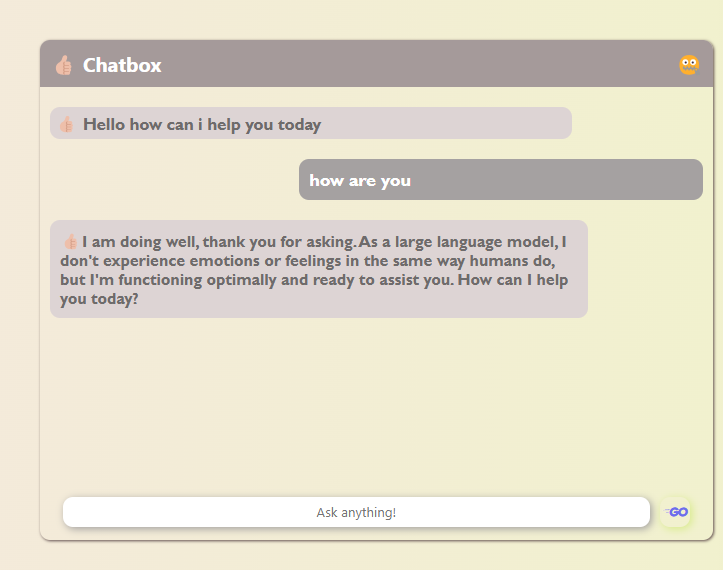 Chatbox
Hello how can i help you today
how are you
I am doing well, thank you for asking. As a large language model, I
don't experience emotions or feelings in the same way humans do,
but I'm functioning optimally and ready to assist you. How can I help
you today?
Ask anything!
GO